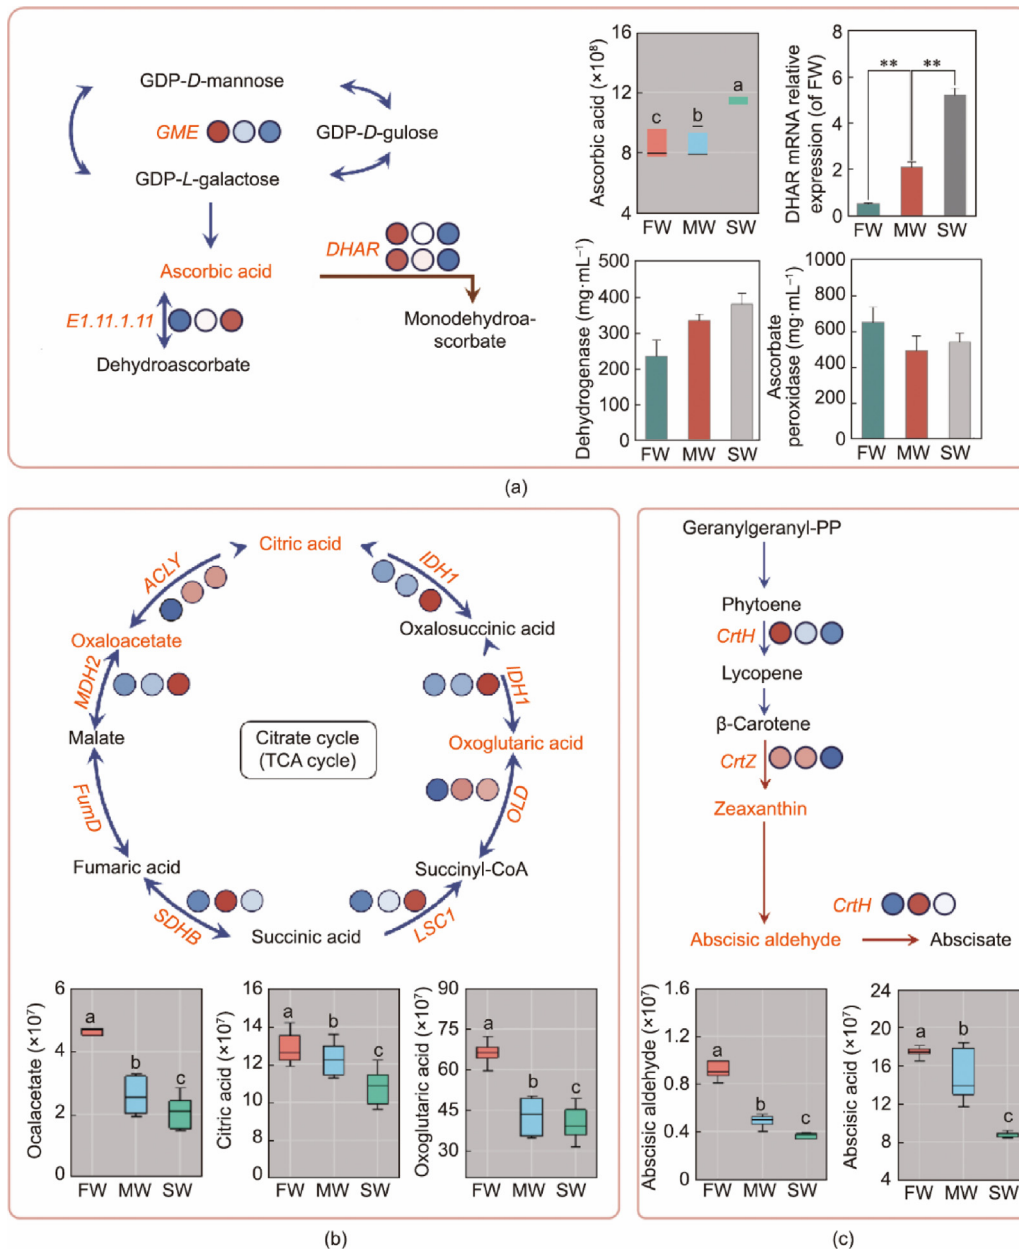 GDP-D-mannose
GME
GDP-D-gulose
GDP-L-galactose
Ascorbic acid
DHAR
E1.11.1.11
Monodehydroa-
scorbate
Dehydroascorbate
Ascorbic acid (×10⁸)
16
12
8
4
c
b
a
FW MW SW
DHAR mRNA relative
expression (of FW)
8
6
4
2
0
** **
FW MW SW
Dehydrogenase (mg·mL⁻¹)
500
400
300
200
100
0
FW MW SW
Ascorbate
peroxidase (mg·mL⁻¹)
1000
800
600
400
200
0
FW MW SW
(a)
Citric acid
ACLY
IDH1
Oxaloacetate
Oxalosuccinic acid
MDH2
IDH1
Malate
Citrate cycle
(TCA cycle)
Oxoglutaric acid
FumD
OLD
Fumaric acid
Succinyl-CoA
SDHB
LSC1
Succinic acid
Ocalacetate (×10⁷)
6
4
2
0
a
b
c
FW MW SW
Citric acid (×10⁷)
16
14
12
10
10
a
b
c
FW MW SW
Oxoglutaric acid (×10⁷)
90
75
60
45
30
a
b
c
FW MW SW
(b)
Geranylgeranyl-PP
Phytoene
CrtH
Lycopene
β-Carotene
CrtZ
Zeaxanthin
CrtH
Abscisic aldehyde
Abscisate
Abscisic aldehyde (×10⁷)
1.6
1.2
0.8
0.4
0
a
b
c
FW MW SW
Abscisic acid (×10⁷)
24
20
16
12
8
4
a
b
c
FW MW SW
(c)